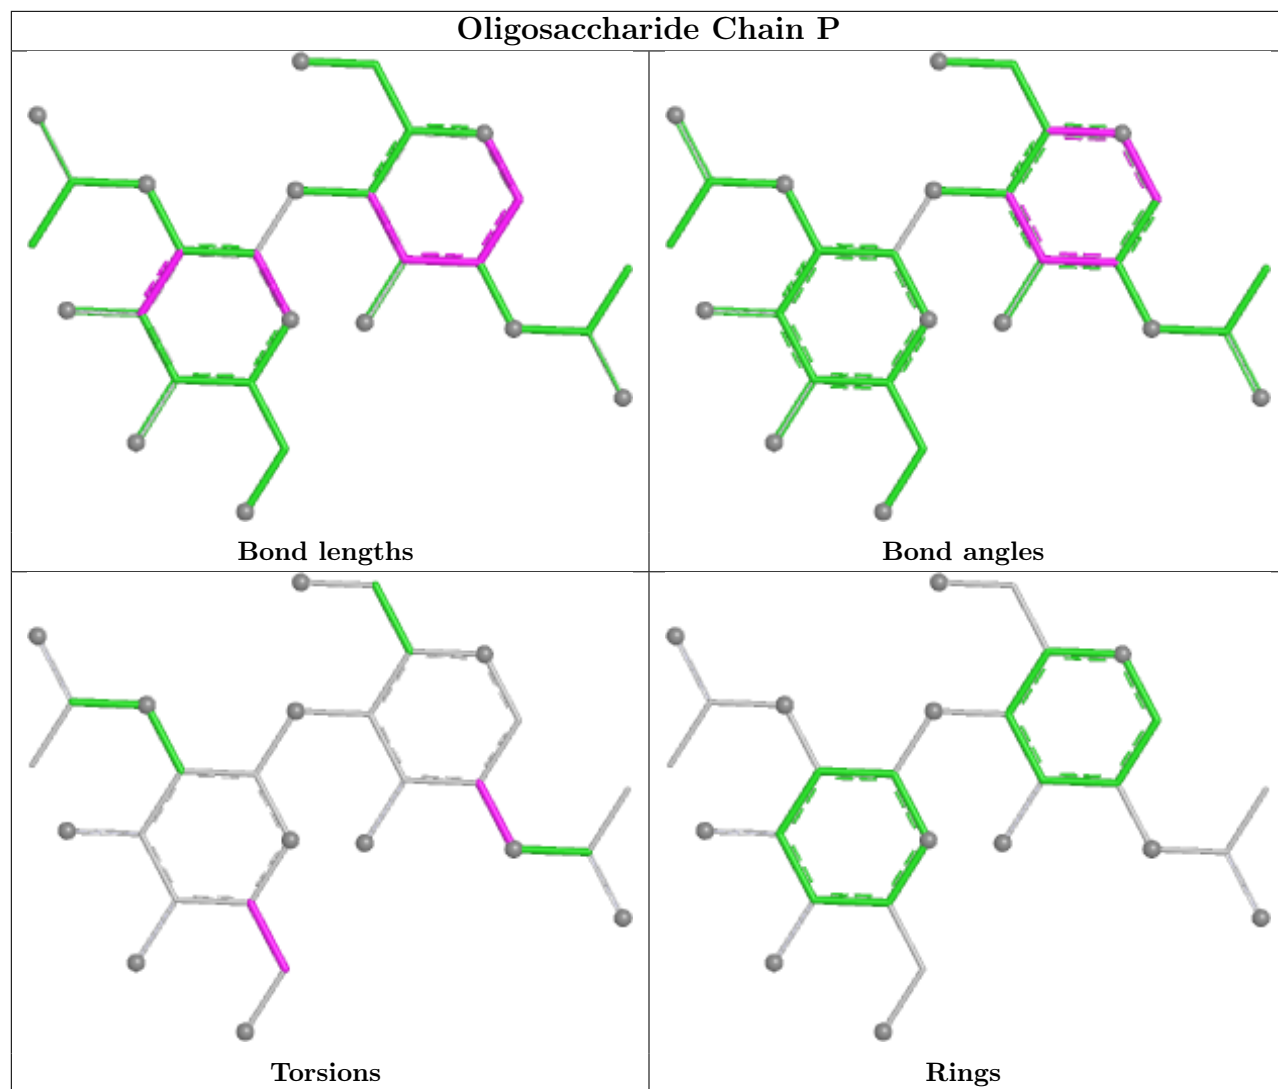 Oligosaccharide Chain P
Bond lengths
Bond angles
Torsions
Rings